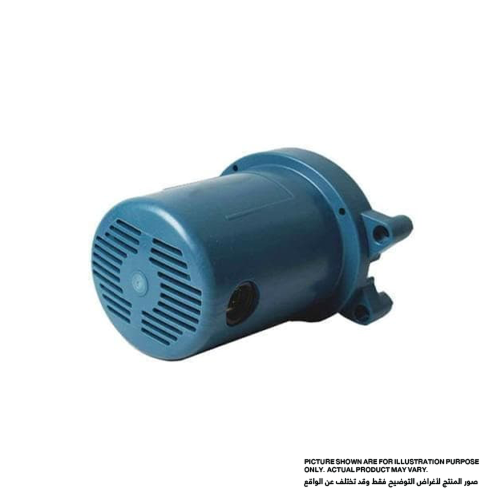 PICTURE SHOWN ARE FOR ILLUSTRATION PURPOSE
ONLY. ACTUAL PRODUCT MAY VARY.
صور المنتج لأغراض التوضيح فقط وقد تختلف عن الواقع